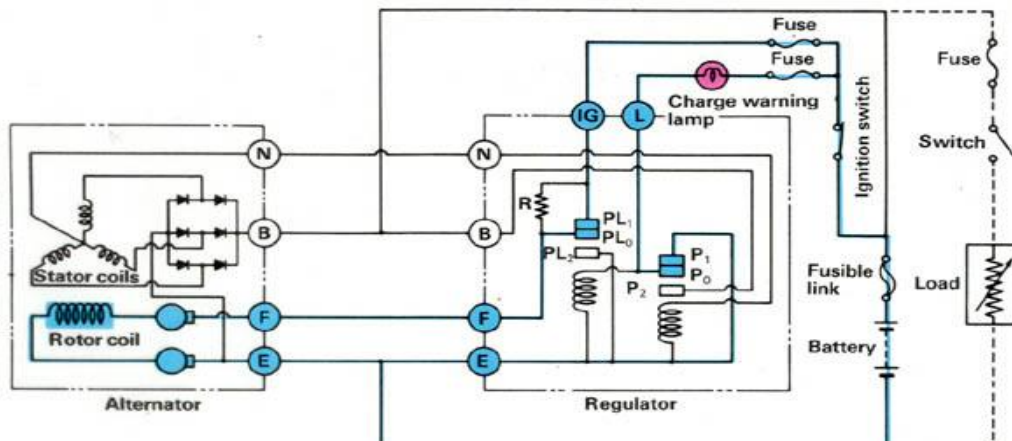 Fuse
Fuse
Charge warning
lamp
Ignition switch
Fuse
Switch
IG
L
N
N
R
PL₁
PL₀
B
B
PL₂
P₁
P₀
P₂
Stator coils
Fusible
link
Load
F
F
Rotor coil
E
E
Battery
Alternator
Regulator